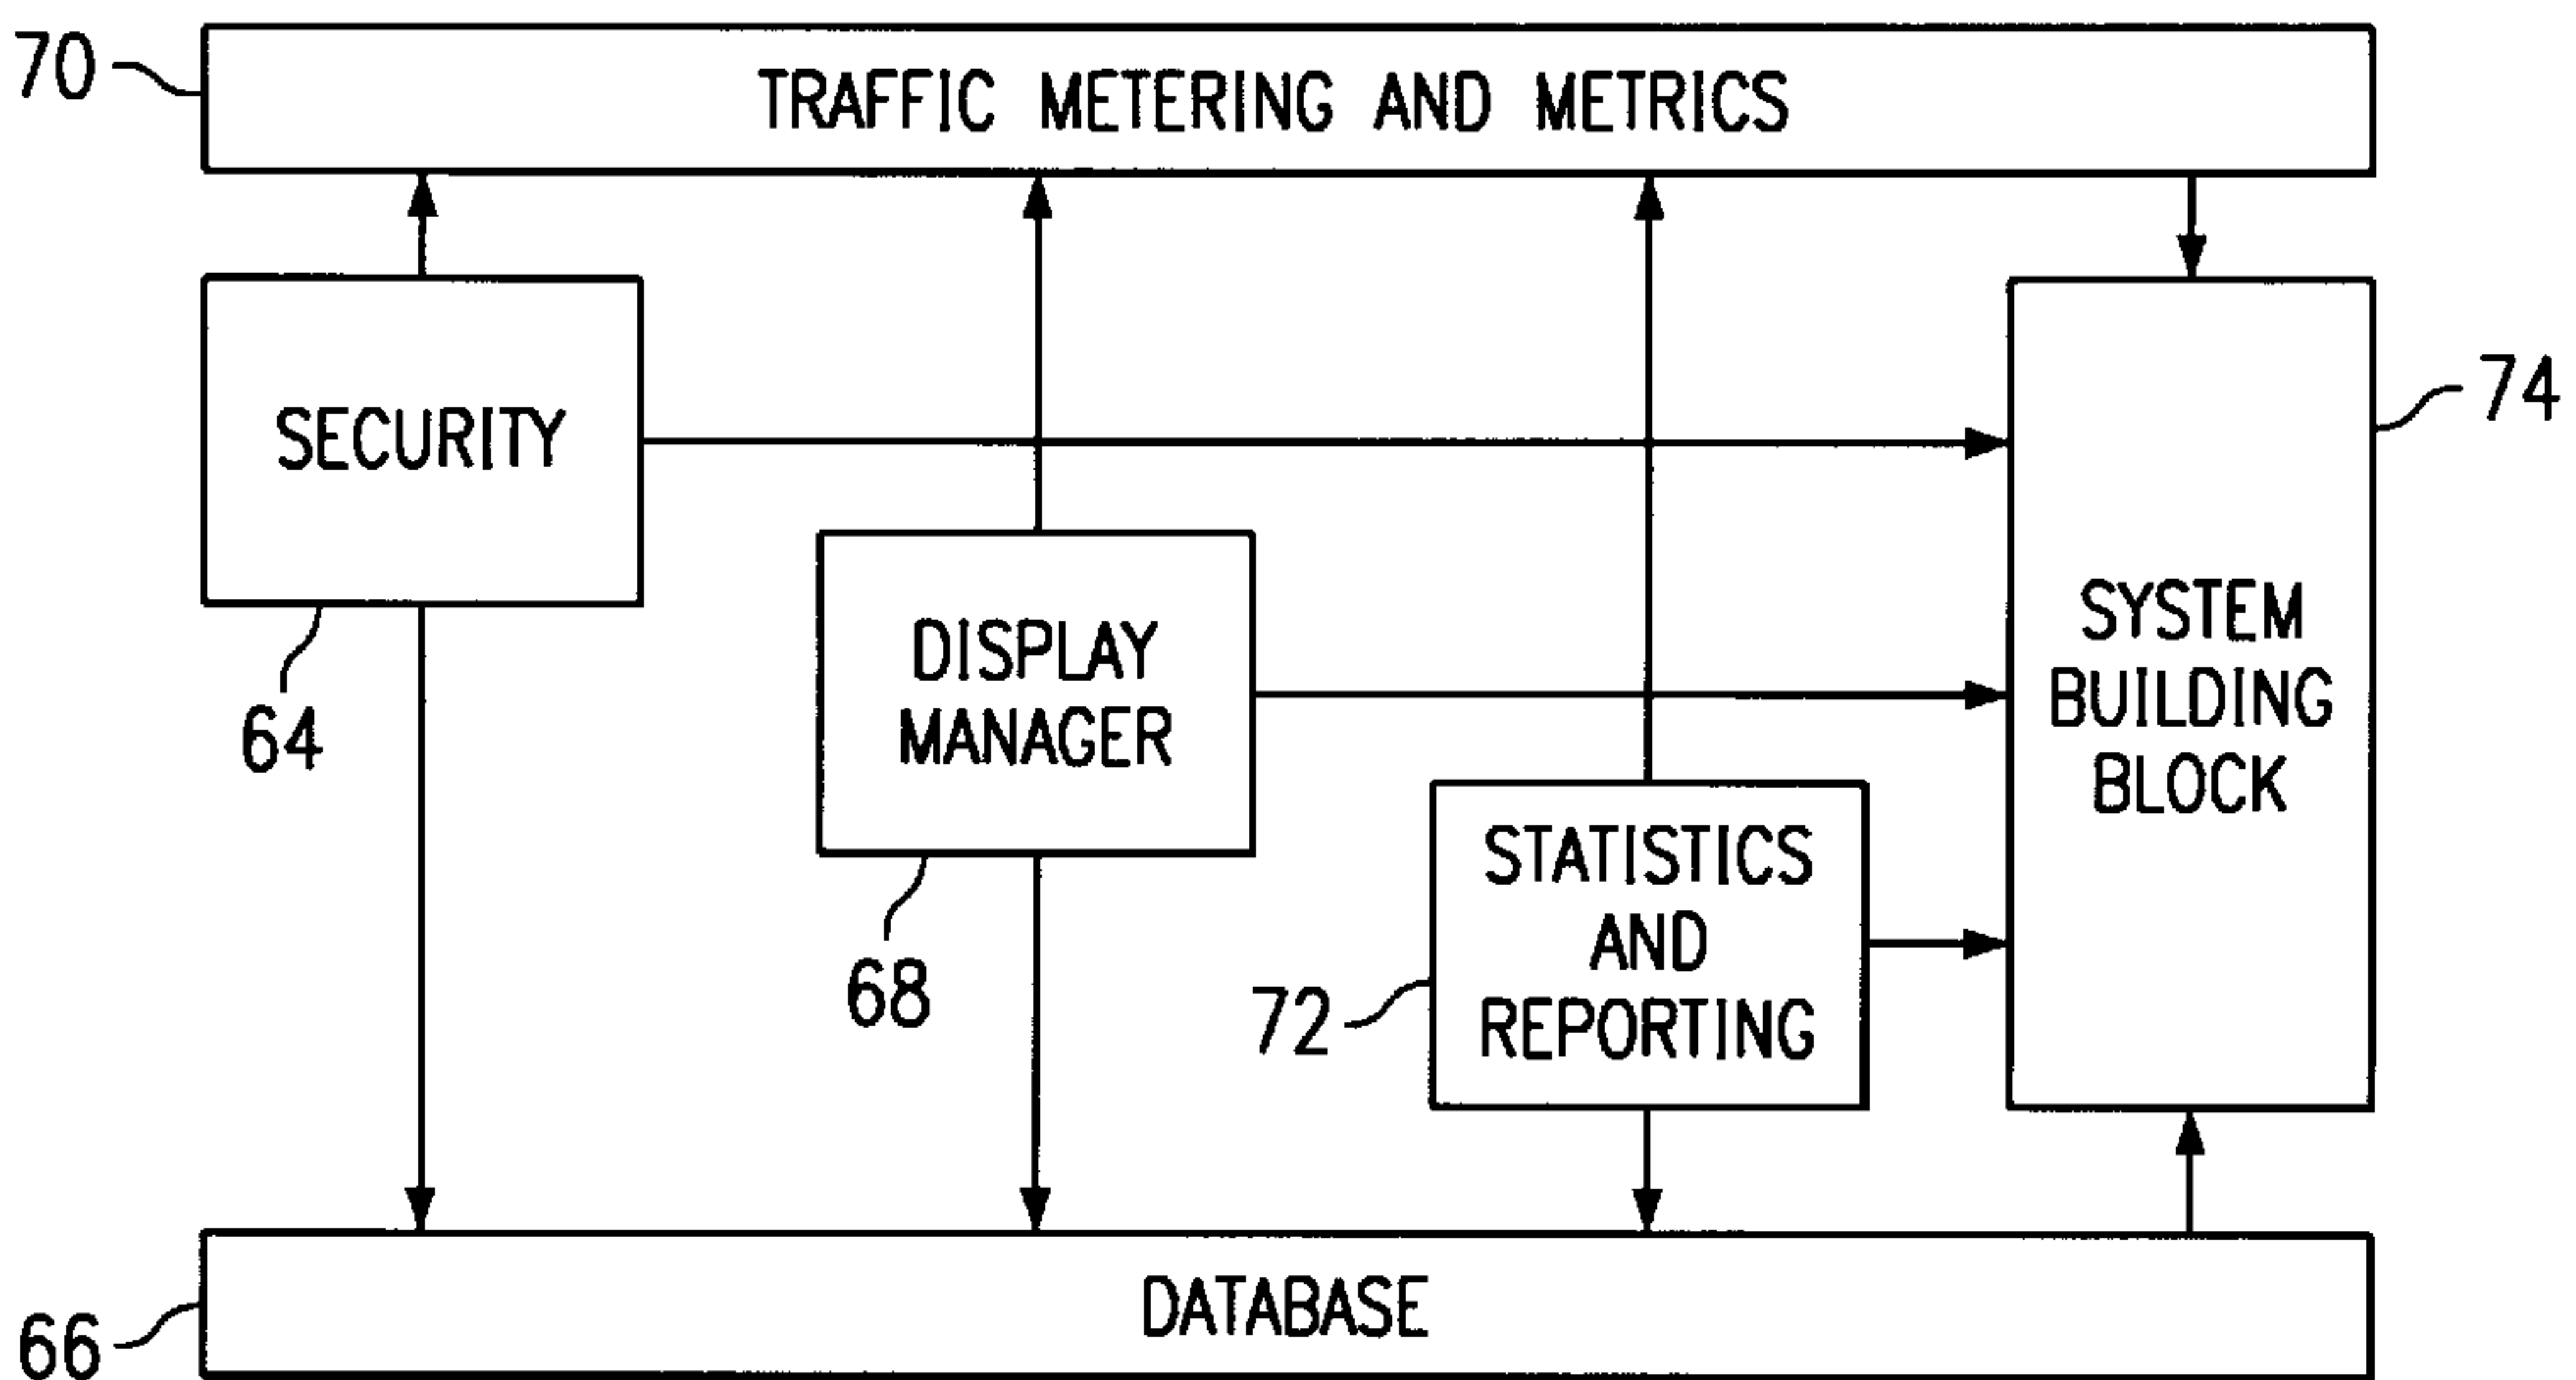 70
TRAFFIC METERING AND METRICS
SECURITY
74
64
DISPLAY
MANAGER
SYSTEM
BUILDING
BLOCK
68
STATISTICS
AND
REPORTING
72
DATABASE
66